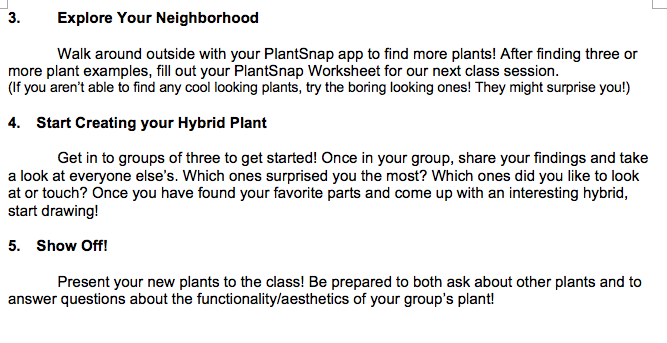 3. Explore Your Neighborhood
Walk around outside with your PlantSnap app to find more plants! After finding three or
more plant examples, fill out your PlantSnap Worksheet for our next class session.
(If you aren't able to find any cool looking plants, try the boring looking ones! They might surprise you!)
4. Start Creating your Hybrid Plant
Get in to groups of three to get started! Once in your group, share your findings and take
a look at everyone else's. Which ones surprised you the most? Which ones did you like to look
at or touch? Once you have found your favorite parts and come up with an interesting hybrid,
start drawing!
5. Show Off!
Present your new plants to the class! Be prepared to both ask about other plants and to
answer questions about the functionality/aesthetics of your group's plant!